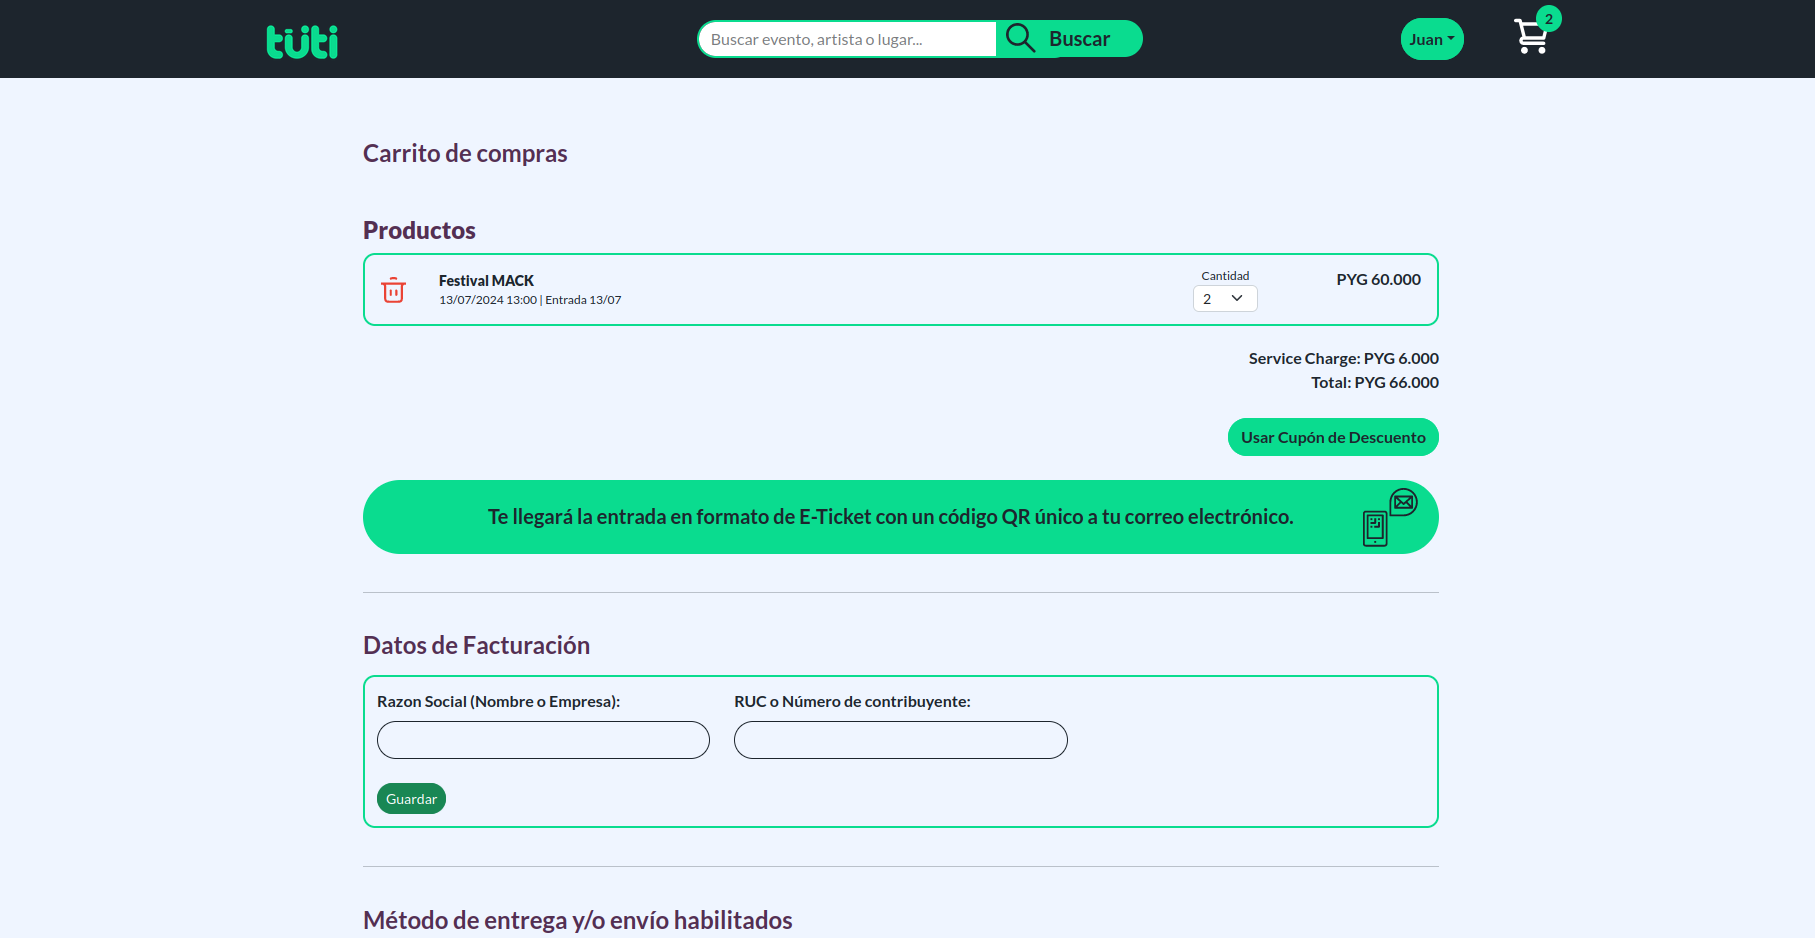 tüti
Buscar evento, artista o lugar...
Buscar
Juan
2
Carrito de compras
Productos
Festival MACK
13/07/2024 13:00 | Entrada 13/07
Cantidad
2
PYG 60.000
Service Charge: PYG 6.000
Total: PYG 66.000
Usar Cupón de Descuento
Te llegará la entrada en formato de E-Ticket con un código QR único a tu correo electrónico.
Datos de Facturación
Razon Social (Nombre o Empresa):
RUC o Número de contribuyente:
Guardar
Método de entrega y/o envío habilitados